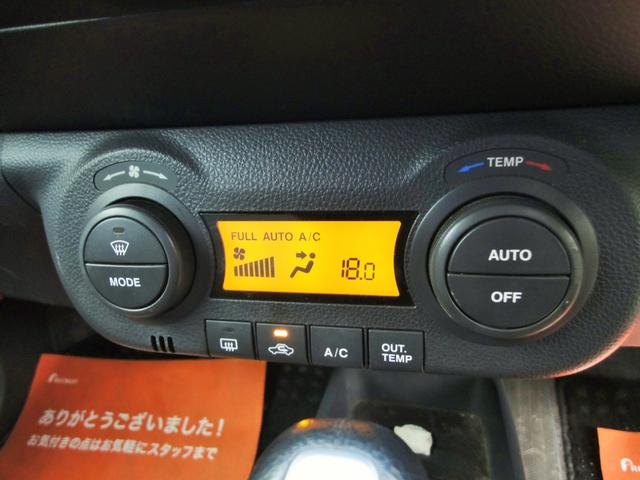 TEMP
FULL AUTO A/C
18.0
MODE
AUTO
OFF
A/C
OUT.
TEMP
ありがとうございました!
お気付きの点はお気軽にスタッフまで